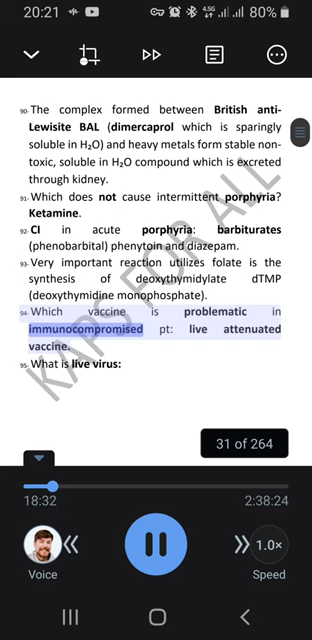 20:21
4.5G
80%
90- The complex formed between British anti-
Lewisite BAL (dimercaprol which is sparingly
soluble in H₂O) and heavy metals form stable non-
toxic, soluble in H₂O compound which is excreted
through kidney.
91- Which does not cause intermittent porphyria?
Ketamine.
92- CI in acute porphyria: barbiturates
(phenobarbital) phenytoin and diazepam.
93- Very important reaction utilizes folate is the
synthesis of deoxythymidylate dTMP
(deoxythymidine monophosphate).
94- Which vaccine is problematic in
immunocompromised pt: live attenuated
vaccine.
95- What is live virus:
KAPS FOR ALL
31 of 264
18:32
2:38:24
1.0×
Voice
Speed